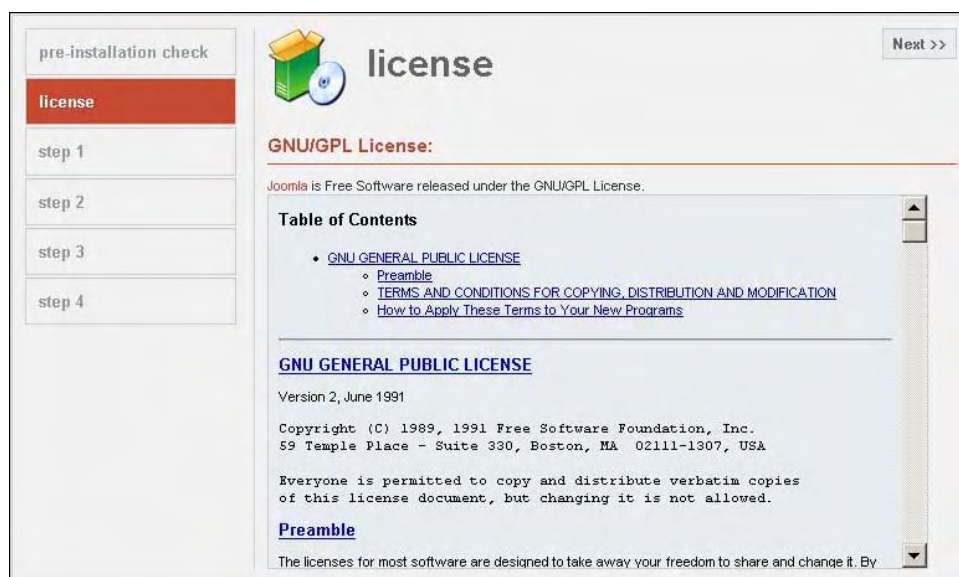 pre-installation check
license
step 1
step 2
step 3
step 4
license
Next >>
GNU/GPL License:
Joomla is Free Software released under the GNU/GPL License.
Table of Contents
• GNU GENERAL PUBLIC LICENSE
◦ Preamble
◦ TERMS AND CONDITIONS FOR COPYING, DISTRIBUTION AND MODIFICATION
◦ How to Apply These Terms to Your New Programs
GNU GENERAL PUBLIC LICENSE
Version 2, June 1991
Copyright (C) 1989, 1991 Free Software Foundation, Inc.
59 Temple Place - Suite 330, Boston, MA  02111-1307, USA
Everyone is permitted to copy and distribute verbatim copies
of this license document, but changing it is not allowed.
Preamble
The licenses for most software are designed to take away your freedom to share and change it. By